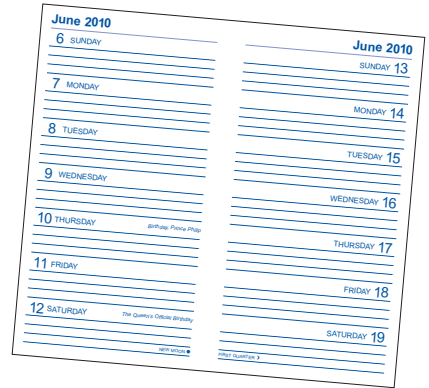 June 2010
6 SUNDAY
7 MONDAY
8 TUESDAY
9 WEDNESDAY
10 THURSDAY Birthday, Prince Philip
11 FRIDAY
12 SATURDAY The Queen's Official Birthday
NEW MOON
June 2010
SUNDAY 13
MONDAY 14
TUESDAY 15
WEDNESDAY 16
THURSDAY 17
FRIDAY 18
SATURDAY 19
FIRST QUARTER